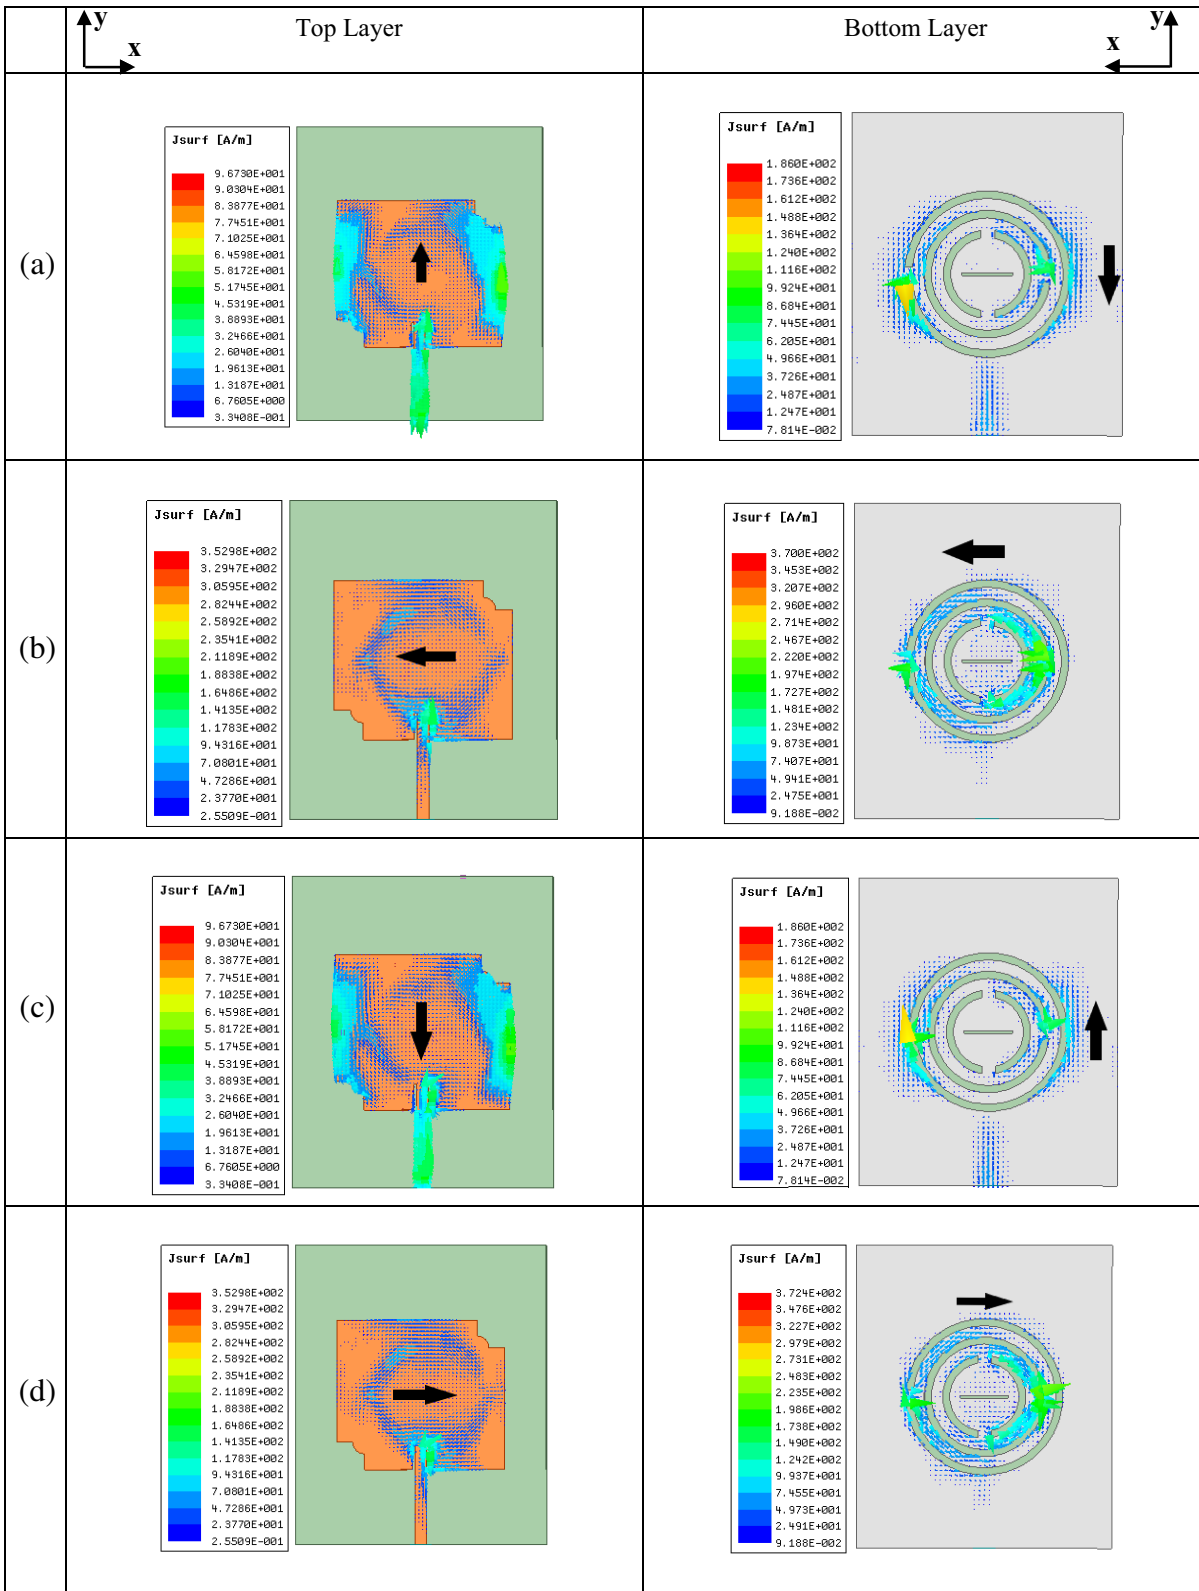 y
x
Top Layer
Bottom Layer
y
x
(a)
Jsurf [A/m]
9.6730E+001
9.0304E+001
8.3877E+001
7.7451E+001
7.1025E+001
6.4598E+001
5.8172E+001
5.1745E+001
4.5319E+001
3.8893E+001
3.2466E+001
2.6040E+001
1.9613E+001
1.3187E+001
6.7605E+000
3.3408E-001
Jsurf [A/m]
1.860E+002
1.736E+002
1.612E+002
1.488E+002
1.364E+002
1.240E+002
1.116E+002
9.924E+001
8.684E+001
7.445E+001
6.205E+001
4.966E+001
3.726E+001
2.487E+001
1.247E+001
7.814E-002
(b)
Jsurf [A/m]
3.5298E+002
3.2947E+002
3.0595E+002
2.8244E+002
2.5892E+002
2.3541E+002
2.1189E+002
1.8838E+002
1.6486E+002
1.4135E+002
1.1783E+002
9.4316E+001
7.0801E+001
4.7286E+001
2.3770E+001
2.5509E-001
Jsurf [A/m]
3.700E+002
3.453E+002
3.207E+002
2.960E+002
2.714E+002
2.467E+002
2.220E+002
1.974E+002
1.727E+002
1.481E+002
1.234E+002
9.873E+001
7.407E+001
4.941E+001
2.475E+001
9.188E-002
(c)
Jsurf [A/m]
9.6730E+001
9.0304E+001
8.3877E+001
7.7451E+001
7.1025E+001
6.4598E+001
5.8172E+001
5.1745E+001
4.5319E+001
3.8893E+001
3.2466E+001
2.6040E+001
1.9613E+001
1.3187E+001
6.7605E+000
3.3408E-001
Jsurf [A/m]
1.860E+002
1.736E+002
1.612E+002
1.488E+002
1.364E+002
1.240E+002
1.116E+002
9.924E+001
8.684E+001
7.445E+001
6.205E+001
4.966E+001
3.726E+001
2.487E+001
1.247E+001
7.814E-002
(d)
Jsurf [A/m]
3.5298E+002
3.2947E+002
3.0595E+002
2.8244E+002
2.5892E+002
2.3541E+002
2.1189E+002
1.8838E+002
1.6486E+002
1.4135E+002
1.1783E+002
9.4316E+001
7.0801E+001
4.7286E+001
2.3770E+001
2.5509E-001
Jsurf [A/m]
3.724E+002
3.476E+002
3.227E+002
2.979E+002
2.731E+002
2.483E+002
2.235E+002
1.986E+002
1.738E+002
1.490E+002
1.242E+002
9.937E+001
7.455E+001
4.973E+001
2.491E+001
9.188E-002